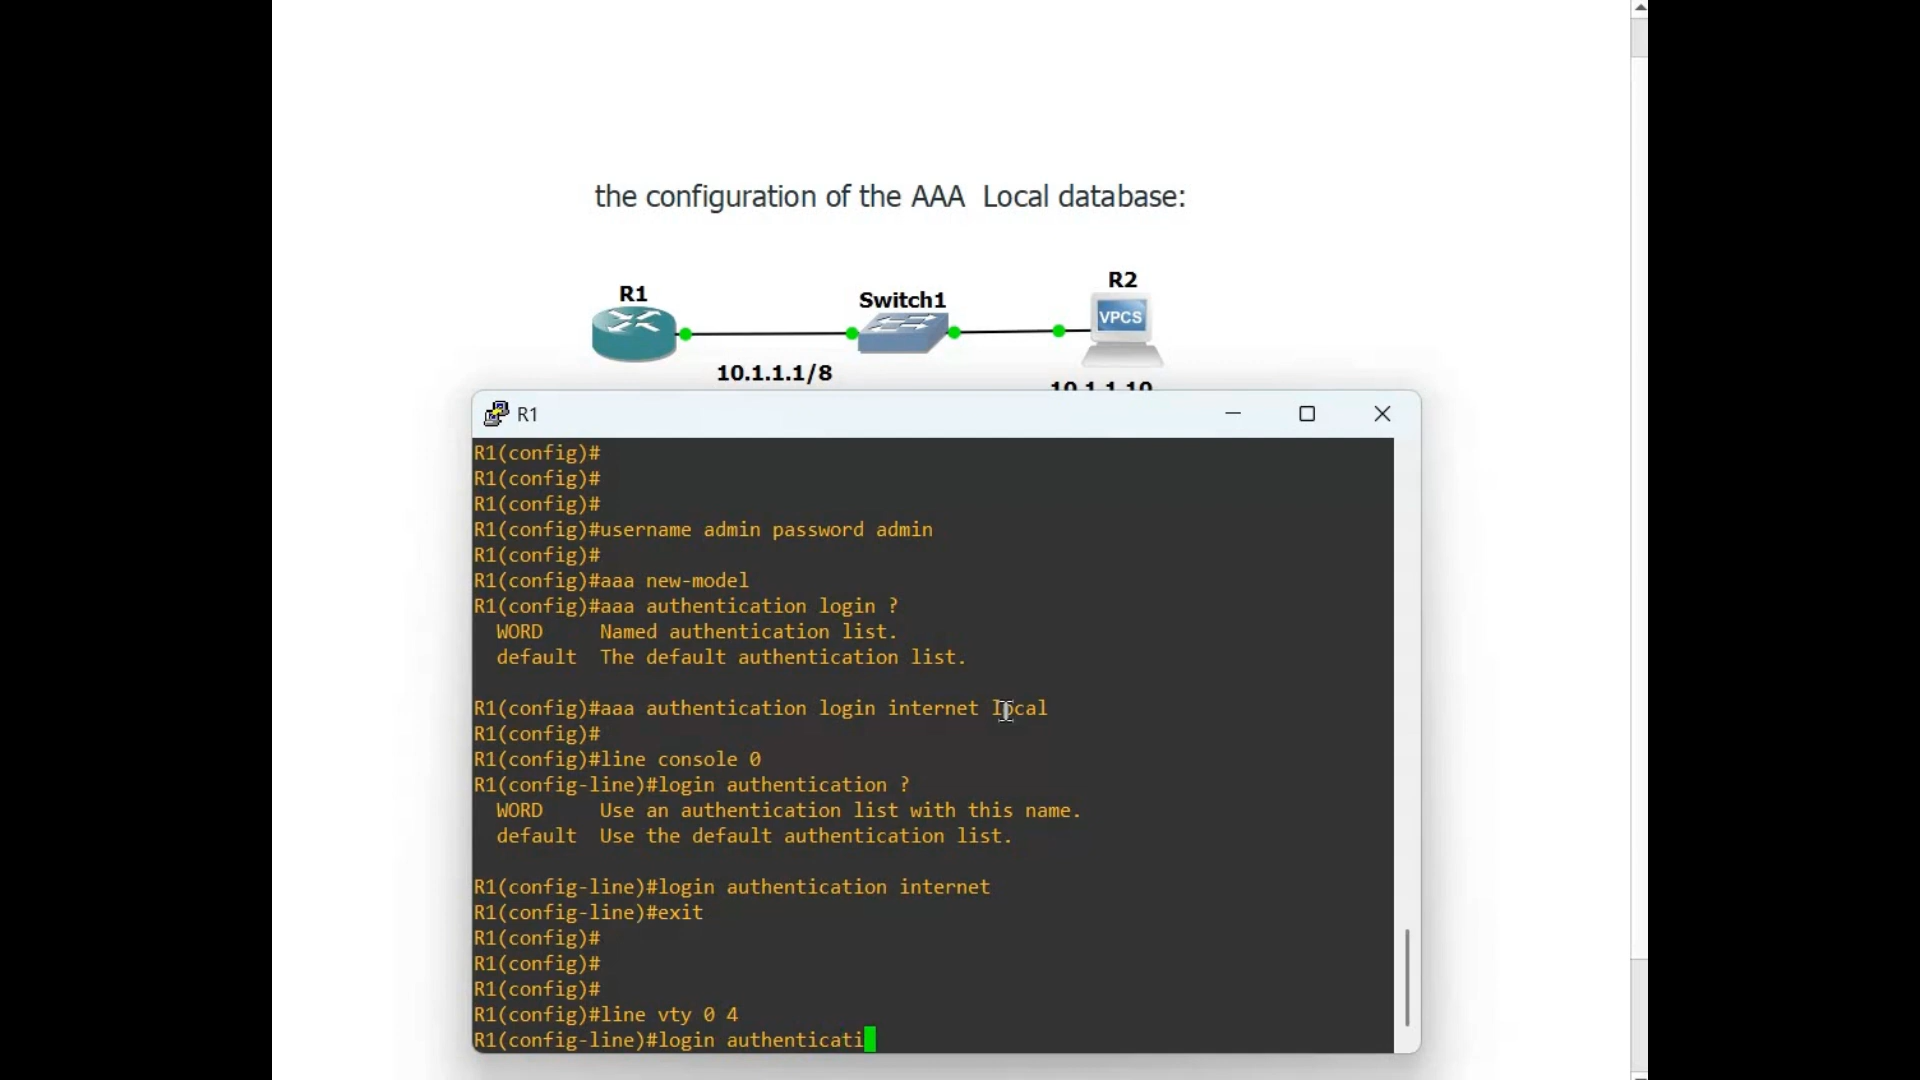 the configuration of the AAA  Local database:
R1
Switch1
R2
VPCS
10.1.1.1/8
10.1.1.10
R1
R1(config)#
R1(config)#
R1(config)#
R1(config)#username admin password admin
R1(config)#
R1(config)#aaa new-model
R1(config)#aaa authentication login ?
  WORD     Named authentication list.
  default  The default authentication list.
R1(config)#aaa authentication login internet local
R1(config)#
R1(config)#line console 0
R1(config-line)#login authentication ?
  WORD     Use an authentication list with this name.
  default  Use the default authentication list.
R1(config-line)#login authentication internet
R1(config-line)#exit
R1(config)#
R1(config)#
R1(config)#
R1(config)#line vty 0 4
R1(config-line)#login authenticati